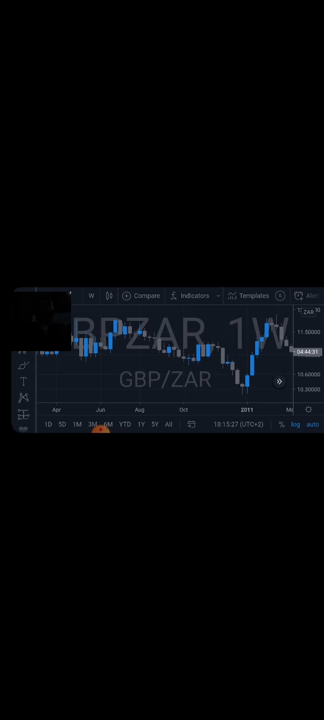 W Compare Indicators Templates
ZAR
GBPZAR 1W
11.50000
04:44:31
GBP/ZAR
10.60000
10.30000
Apr Jun Aug Oct 2011
1D 5D 1M 3M 6M YTD 1Y 5Y All 18:15:27 (UTC+2) % log auto